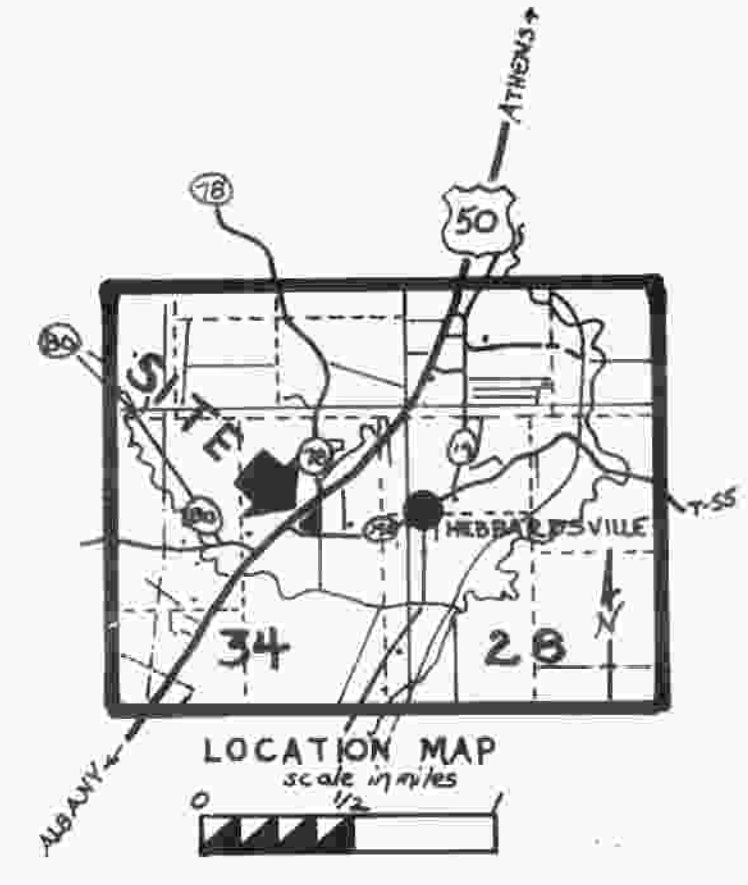 ATHENS
78
50
80
SITE
78
19
80
HEBBARDSVILLE
T-55
34
28
N
ALBANY
LOCATION MAP
scale in miles
0 1/2 1